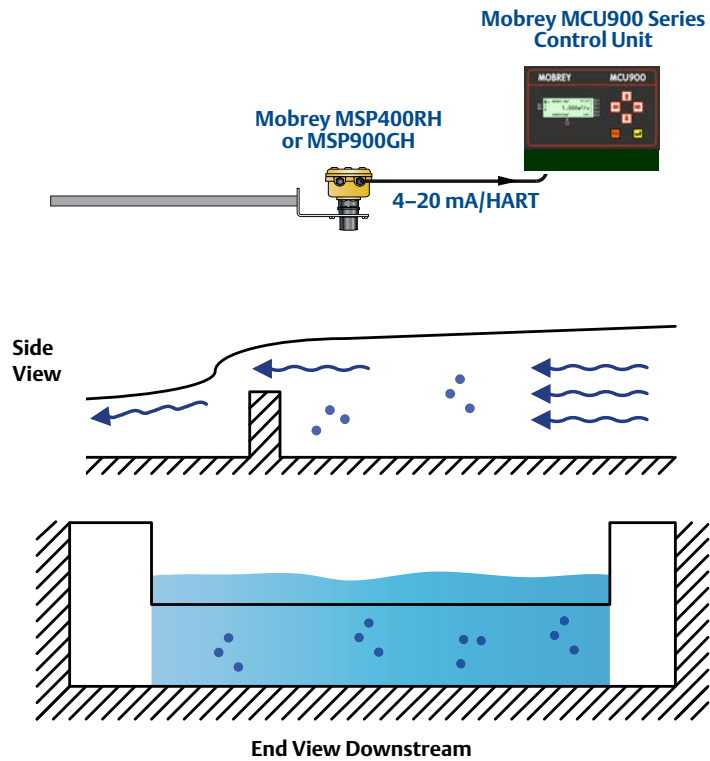 Mobrey MCU900 Series
Control Unit
MOBREY MCU900
Mobrey MSP400RH
or MSP900GH
4–20 mA/HART
Side
View
End View Downstream